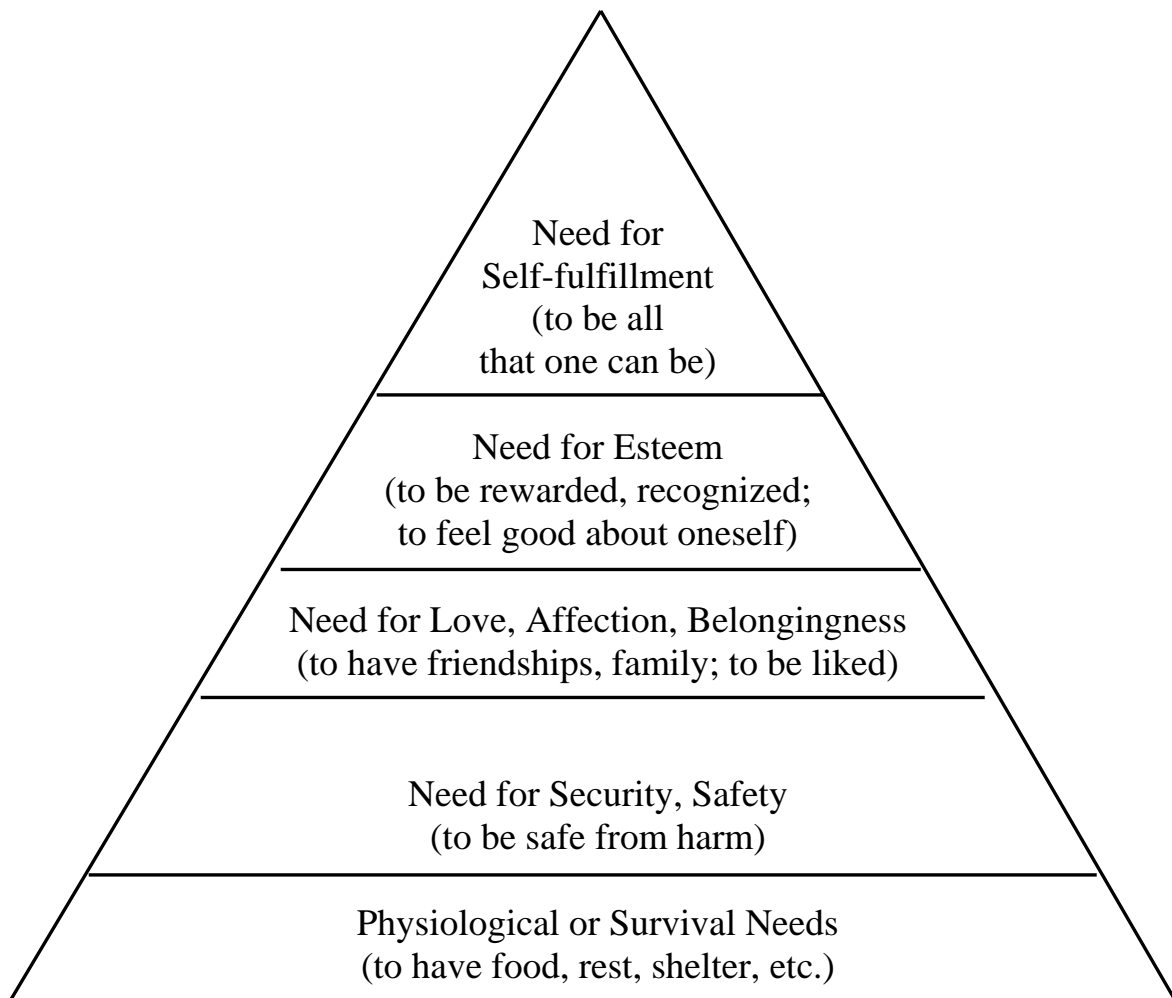 Need for
Self-fulfillment
(to be all
that one can be)
Need for Esteem
(to be rewarded, recognized;
to feel good about oneself)
Need for Love, Affection, Belongingness
(to have friendships, family; to be liked)
Need for Security, Safety
(to be safe from harm)
Physiological or Survival Needs
(to have food, rest, shelter, etc.)